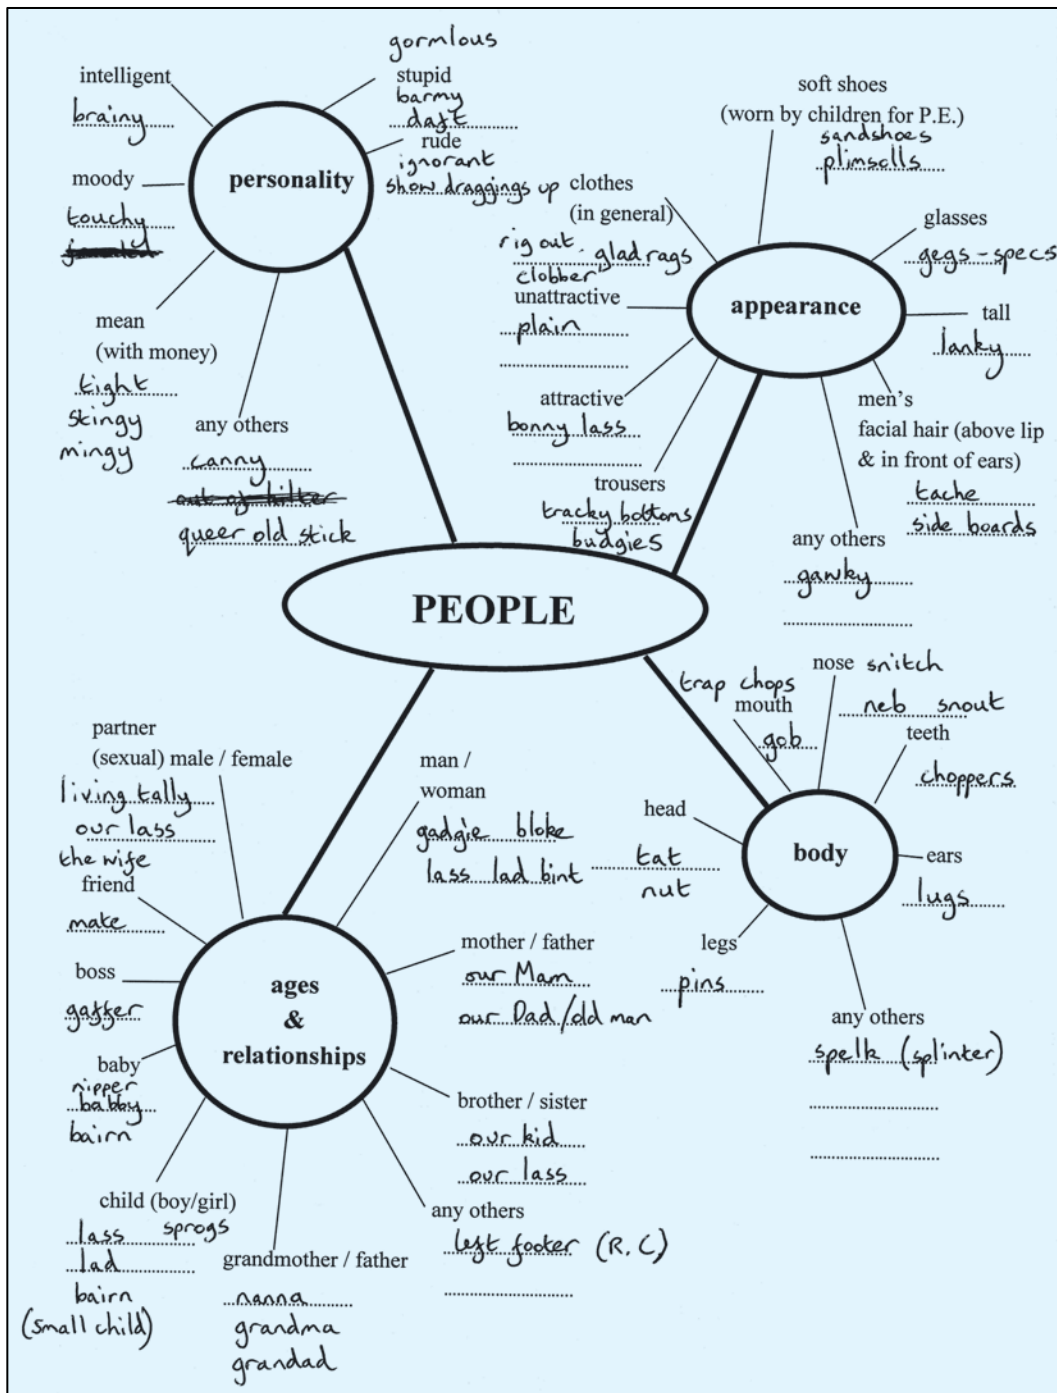 gormlous
intelligent
brainy
stupid
barmy
daft
rude
ignorant
show draggings up
personality
moody
touchy
mean
(with money)
tight
stingy
mingy
any others
canny
out of kilter
queer old stick
soft shoes
(worn by children for P.E.)
sandshoes
plimsolls
clothes
(in general)
rig out. glad rags
clobber
glasses
gegs - specs
appearance
unattractive
plain
tall
lanky
attractive
bonny lass
men's
facial hair (above lip
& in front of ears)
tache
side boards
trousers
tracky bottoms
budgies
any others
gawky
PEOPLE
partner
(sexual) male / female
living tally
our lass
the wife
man /
woman
gadgie bloke
lass lad bint
friend
mate
boss
gaffer
ages
&
relationships
mother / father
our Mam
our Dad/old man
baby
nipper
babby
bairn
brother / sister
our kid
our lass
child (boy/girl)
lass sprogs
lad
bairn
(small child)
grandmother / father
nanna
grandma
grandad
any others
left footer (R.C)
trap chops
mouth
gob
nose snitch
neb snout
teeth
choppers
head
tat
nut
body
ears
lugs
legs
pins
any others
spelk (splinter)